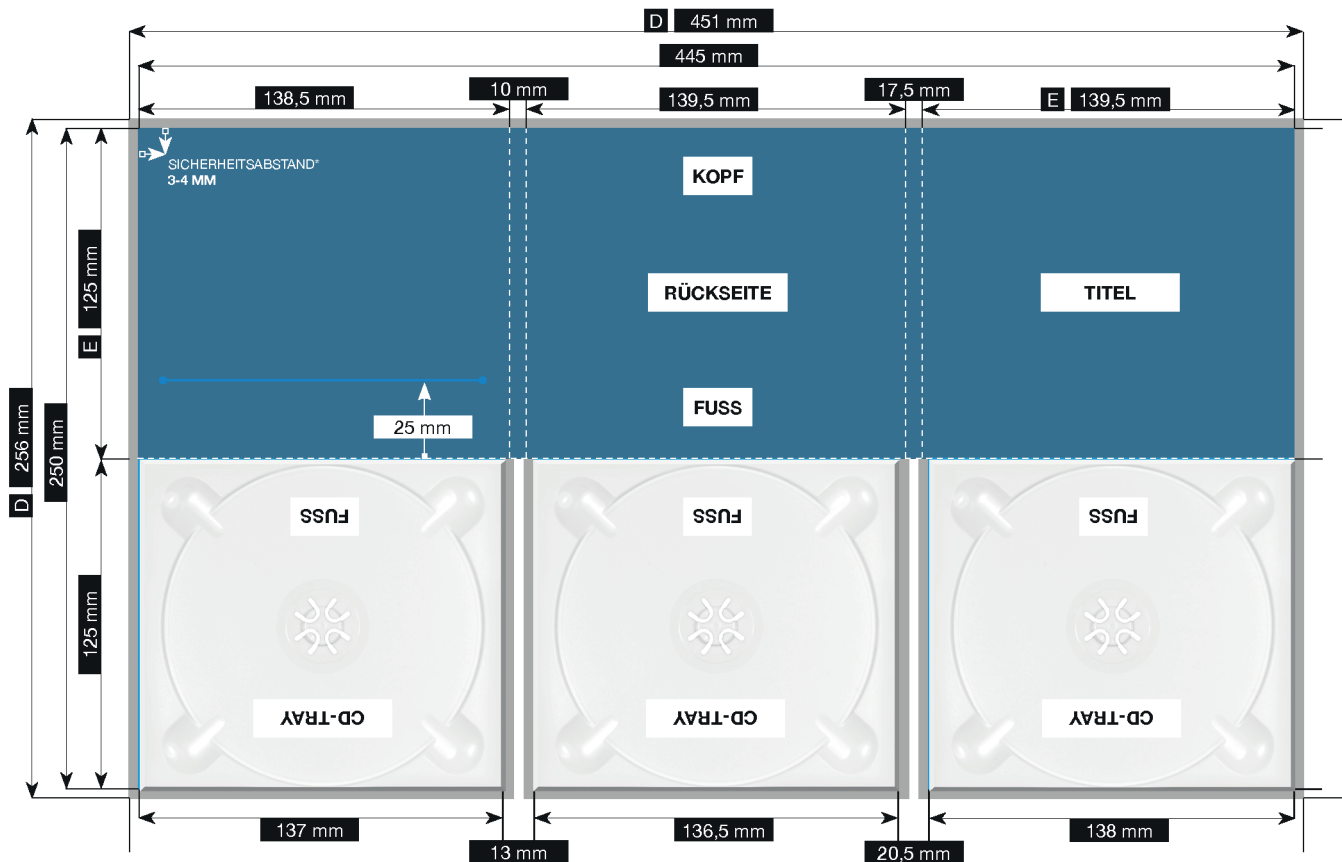 D 451 mm
445 mm
138,5 mm
10 mm
139,5 mm
17,5 mm
E 139,5 mm
SICHERHEITSABSTAND*
3-4 MM
KOPF
RÜCKSEITE
TITEL
FUSS
25 mm
125 mm
E
D 256 mm
250 mm
125 mm
FUSS
FUSS
FUSS
CD-TRAY
CD-TRAY
CD-TRAY
137 mm
13 mm
136,5 mm
20,5 mm
138 mm